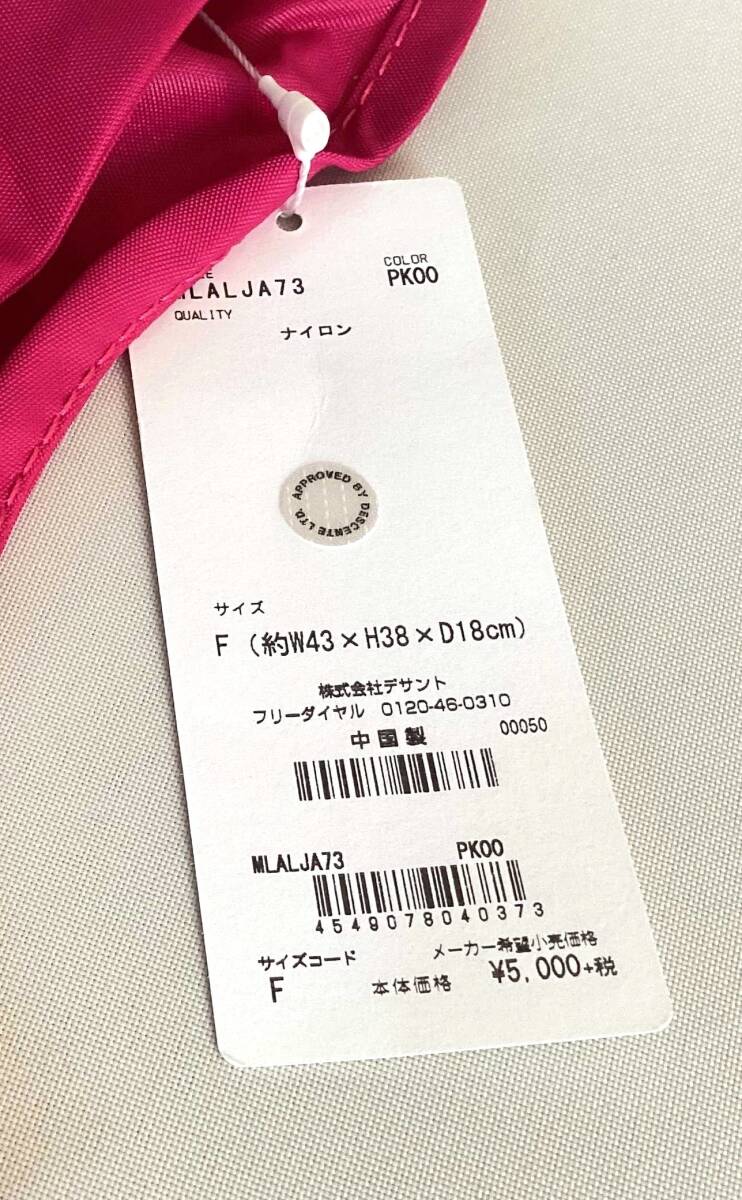 COLOR
MLALJA73 PK00
QUALITY
ナイロン
APPROVED BY DESCENTE LTD.
サイズ
F (約W43×H38×D18cm)
株式会社デサント
フリーダイヤル 0120-46-0310
中国製 00050
MLALJA73 PK00
4549078040373
サイズコード メーカー希望小売価格
F 本体価格 ¥5,000+税